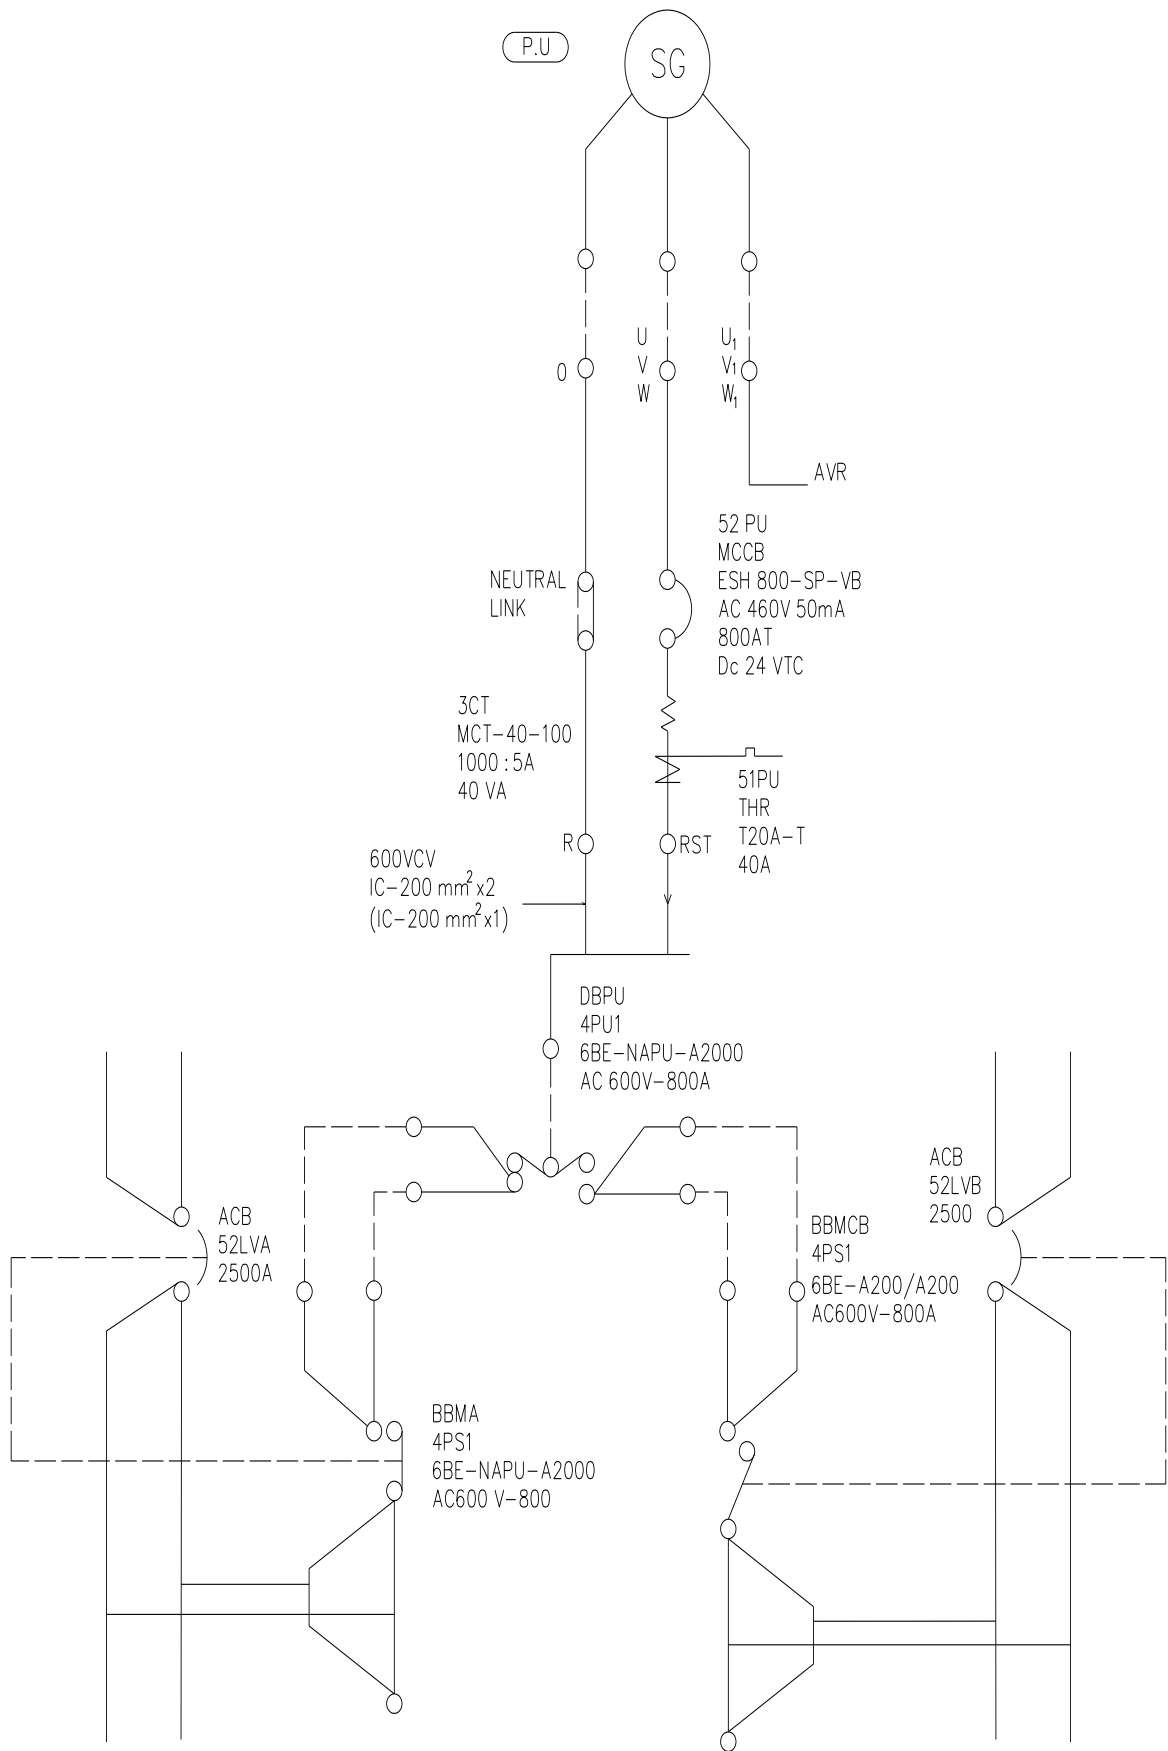 P.U
SG
O
U
V
W
U1
V1
W1
AVR
52 PU
MCCB
ESH 800-SP-VB
AC 460V 50mA
800AT
Dc 24 VTC
NEUTRAL
LINK
3CT
MCT-40-100
1000 : 5A
40 VA
51PU
THR
T20A-T
40A
R
RST
600VCV
IC-200 mm² x2
(IC-200 mm² x1)
DBPU
4PU1
6BE-NAPU-A2000
AC 600V-800A
ACB
52LVA
2500A
ACB
52LVB
2500
BBMCB
4PS1
6BE-A200/A200
AC600V-800A
BBMA
4PS1
6BE-NAPU-A2000
AC600 V-800